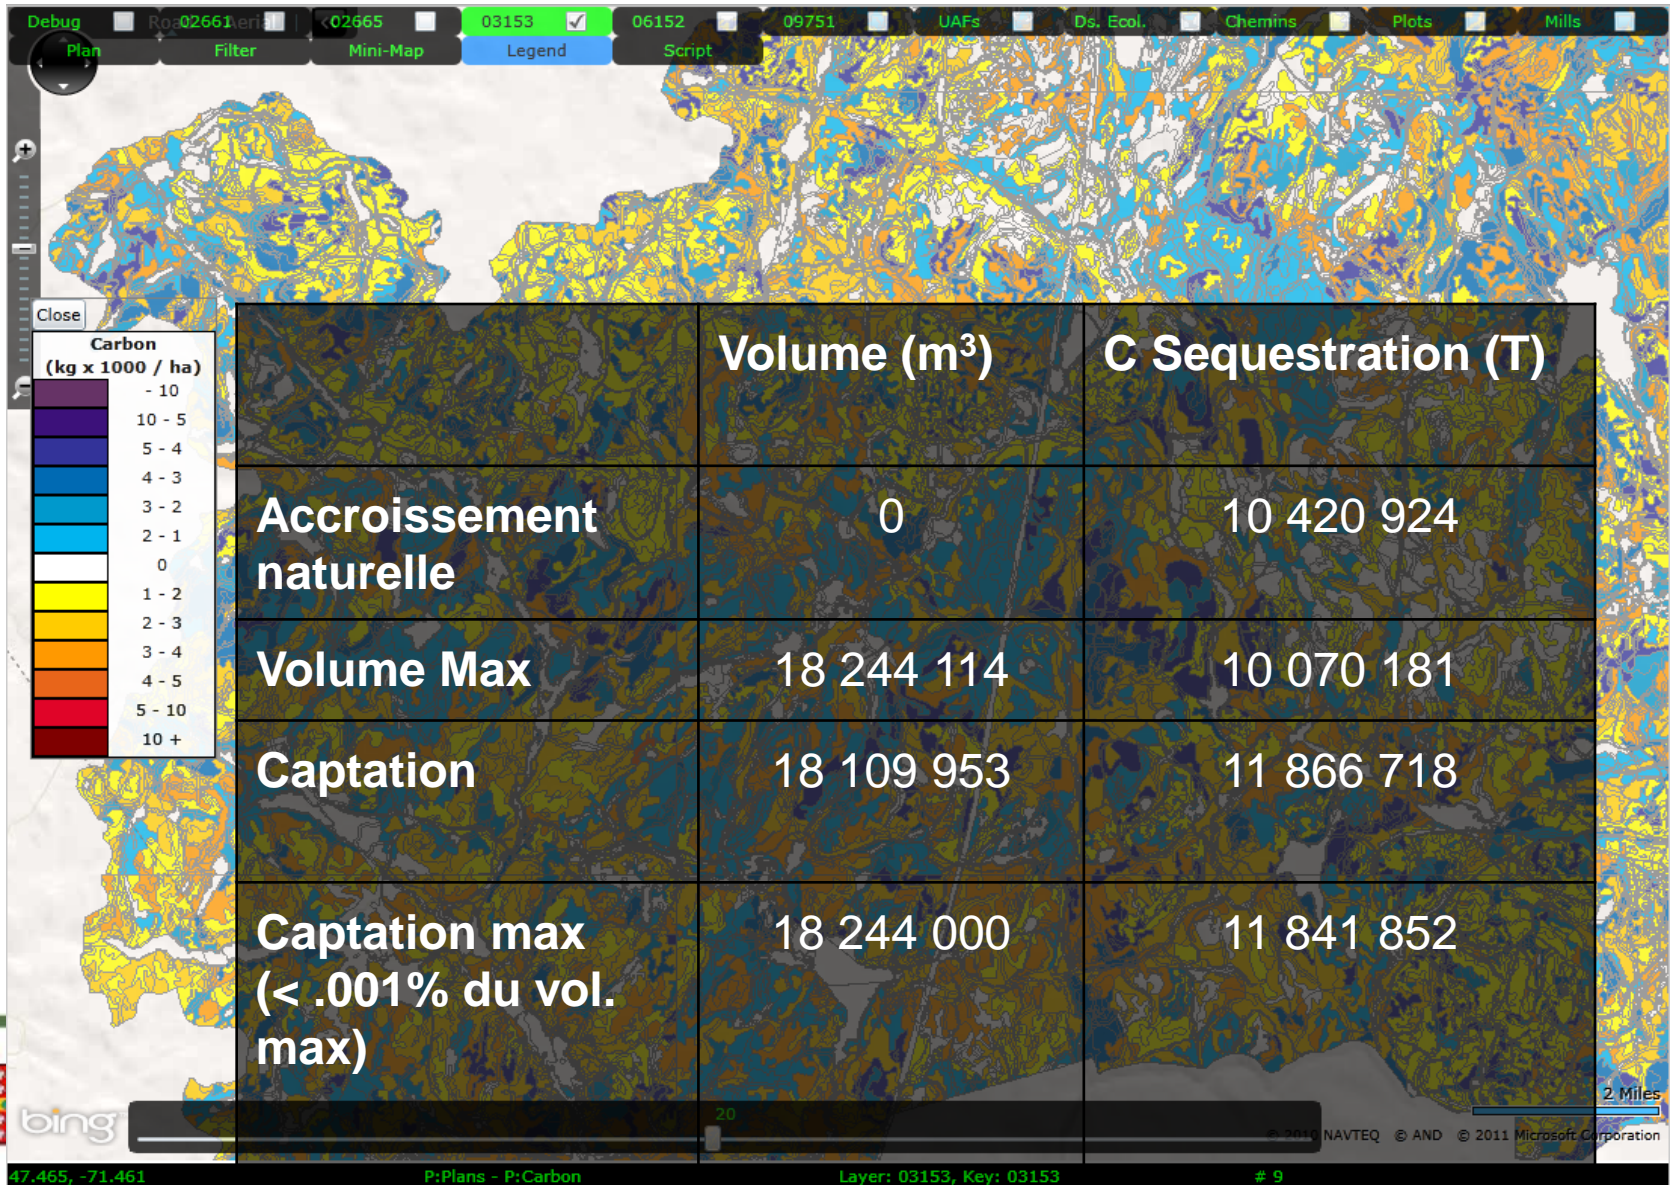 Debug 02661 02665 03153 06152 09751 UAFs Ds. Ecol. Chemins Plots Mills
Plan Filter Mini-Map Legend Script
Close
Carbon
(kg x 1000 / ha)
- 10
10 - 5
5 - 4
4 - 3
3 - 2
2 - 1
0
1 - 2
2 - 3
3 - 4
4 - 5
5 - 10
10 +
Volume (m³) C Sequestration (T)
Accroissement 0 10 420 924
naturelle
Volume Max 18 244 114 10 070 181
Captation 18 109 953 11 866 718
Captation max 18 244 000 11 841 852
(< .001% du vol.
max)
2 Miles
bing
20
© 2010 NAVTEQ © AND © 2011 Microsoft Corporation
47.465, -71.461 P:Plans - P:Carbon Layer: 03153, Key: 03153 # 9